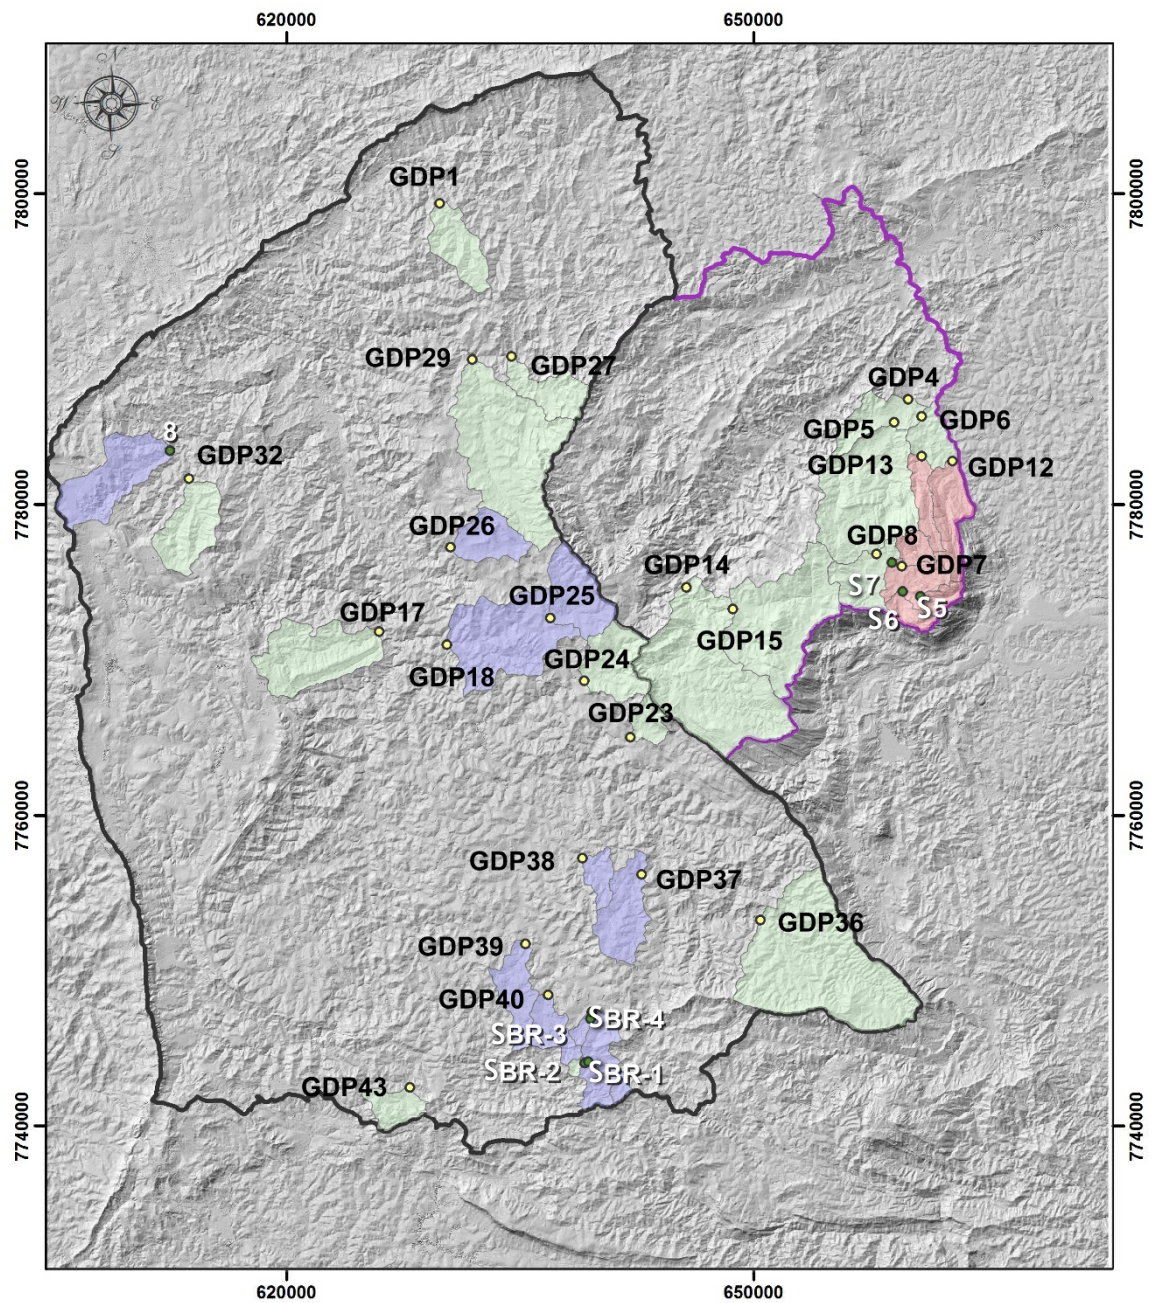 620000 650000
W E
S
GDP1
7800000 7800000
GDP29 GDP27
GDP4
GDP5 GDP6
8
GDP32 GDP13 GDP12
7780000 7780000
GDP26 GDP8
GDP14 GDP7
S7
GDP25 S6 S5
GDP17
GDP15
GDP24
GDP18
GDP23
7760000 7760000
GDP38
GDP37
GDP36
GDP39
GDP40
SBR-4
SBR-3
SBR-2 SBR-1
GDP43
7740000 7740000
620000 650000